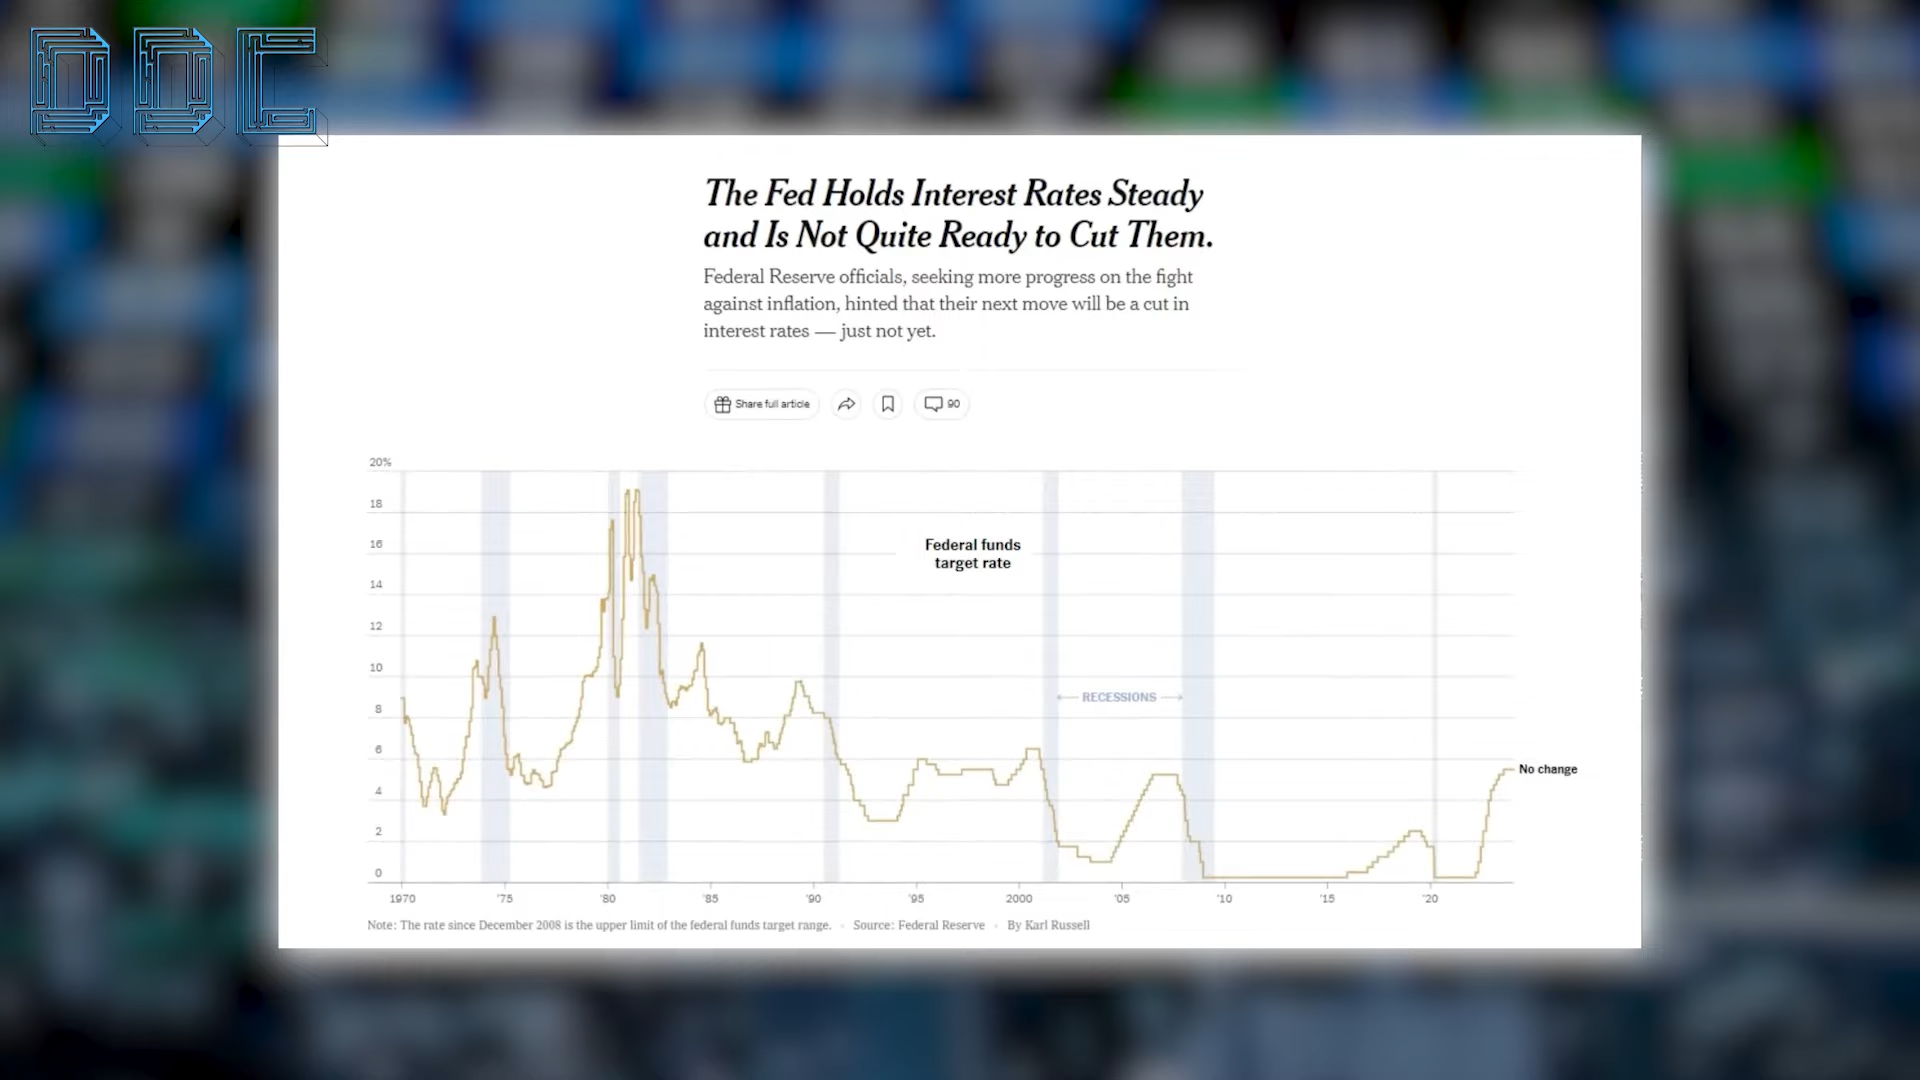 DDC
The Fed Holds Interest Rates Steady
and Is Not Quite Ready to Cut Them.
Federal Reserve officials, seeking more progress on the fight
against inflation, hinted that their next move will be a cut in
interest rates — just not yet.
Share full article
90
20%
18
16
14
12
10
8
6
4
2
0
Federal funds
target rate
RECESSIONS
No change
1970 '75 '80 '85 '90 '95 2000 '05 '10 '15 '20
Note: The rate since December 2008 is the upper limit of the federal funds target range. • Source: Federal Reserve • By Karl Russell